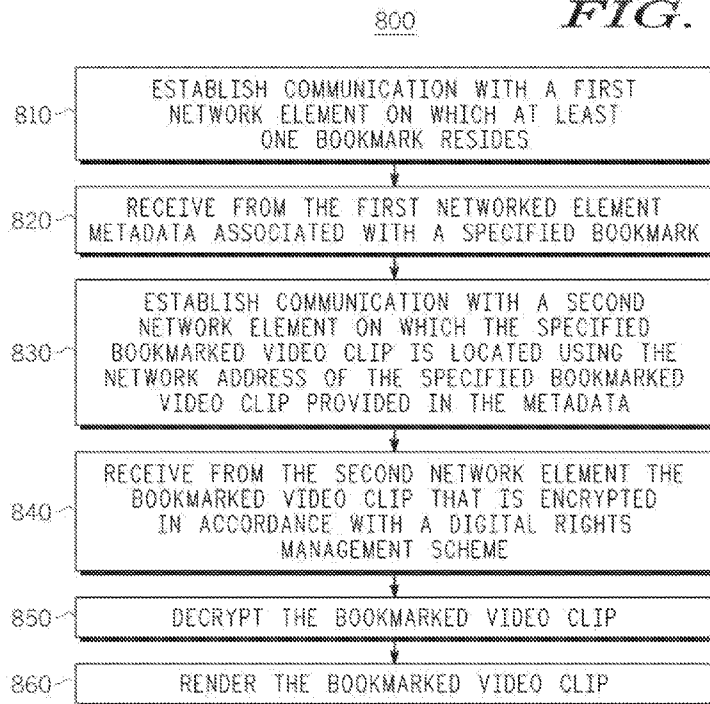 800
FIG.
810
ESTABLISH COMMUNICATION WITH A FIRST
NETWORK ELEMENT ON WHICH AT LEAST
ONE BOOKMARK RESIDES
820
RECEIVE FROM THE FIRST NETWORKED ELEMENT
METADATA ASSOCIATED WITH A SPECIFIED BOOKMARK
830
ESTABLISH COMMUNICATION WITH A SECOND
NETWORK ELEMENT ON WHICH THE SPECIFIED
BOOKMARKED VIDEO CLIP IS LOCATED USING THE
NETWORK ADDRESS OF THE SPECIFIED BOOKMARKED
VIDEO CLIP PROVIDED IN THE METADATA
840
RECEIVE FROM THE SECOND NETWORK ELEMENT THE
BOOKMARKED VIDEO CLIP THAT IS ENCRYPTED
IN ACCORDANCE WITH A DIGITAL RIGHTS
MANAGEMENT SCHEME
850
DECRYPT THE BOOKMARKED VIDEO CLIP
860
RENDER THE BOOKMARKED VIDEO CLIP